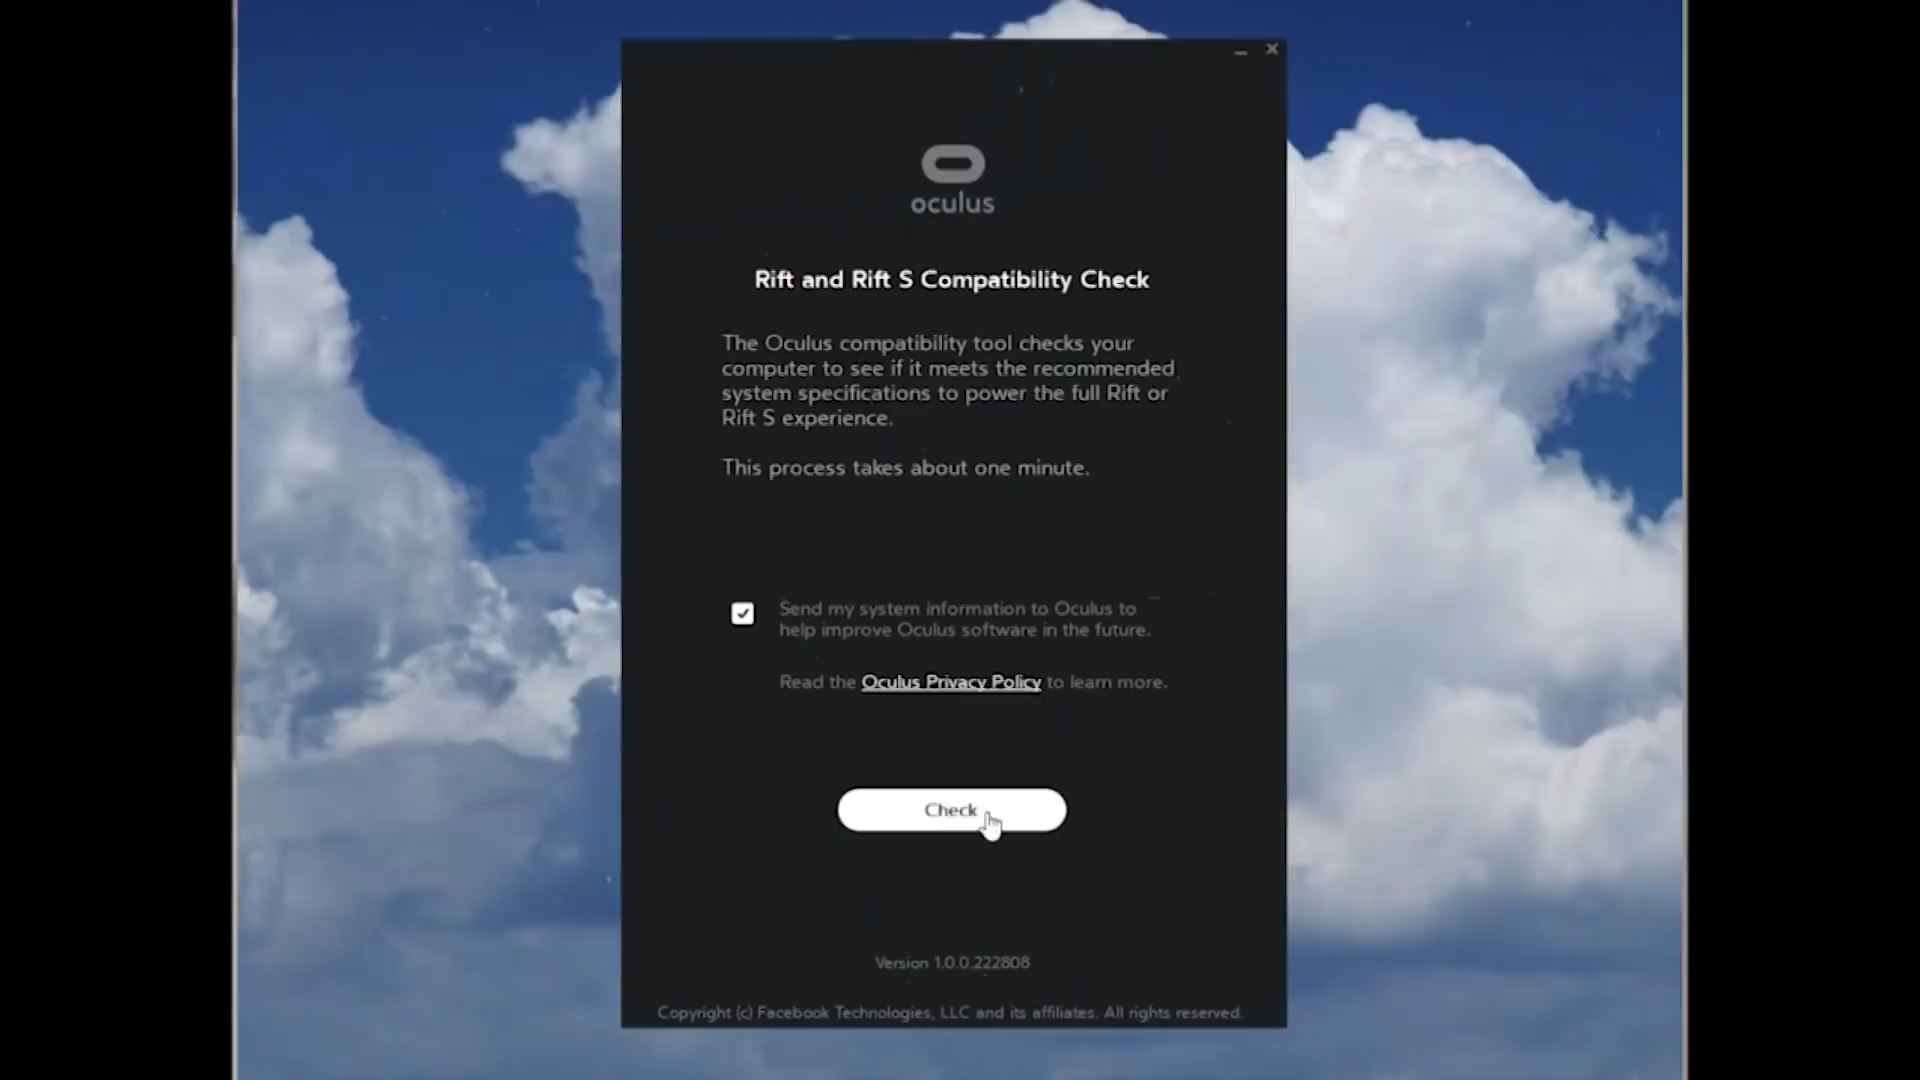 oculus
Rift and Rift S Compatibility Check
The Oculus compatibility tool checks your
computer to see if it meets the recommended
system specifications to power the full Rift or
Rift S experience.
This process takes about one minute.
Send my system information to Oculus to
help improve Oculus software in the future.
Read the Oculus Privacy Policy to learn more.
Check
Version 1.0.0.222808
Copyright (c) Facebook Technologies, LLC and its affiliates. All rights reserved.